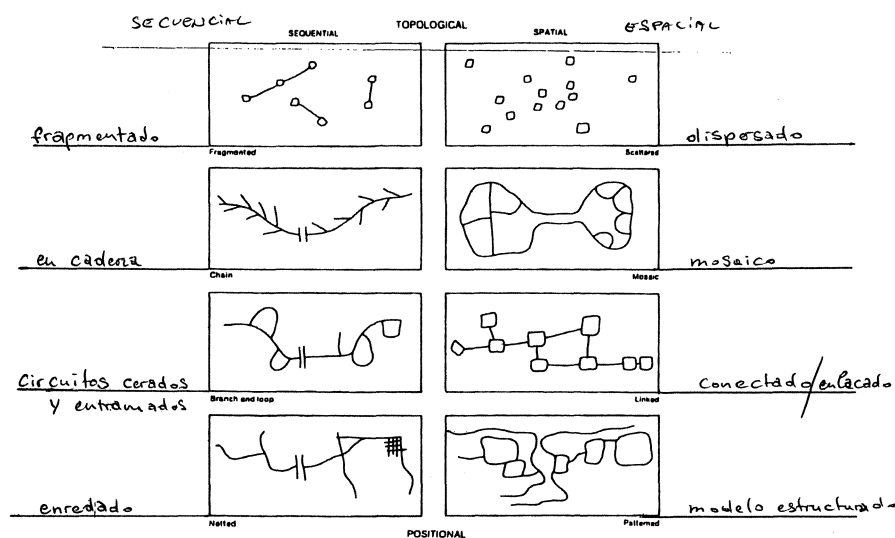 SECUENCIAL TOPOLOGICAL ESPACIAL
SEQUENTIAL SPATIAL
fragmentado disperado
Fragmented Scattered
en cadena mosaico
Chain Mosaic
Circuitos cerados conectado/enlacado
y entramados Branch and loop Linked
enredado modelo estructurado
Netted Patterned
POSITIONAL